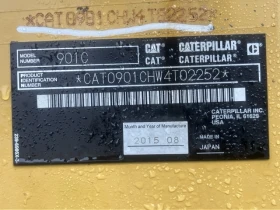 *CAT0901CHW4T02252*
MODEL NUMBER 901C
CAT CATERPILLAR
CAT CATERPILLAR
PRODUCT IDENTIFICATION NUMBER *CAT0901CHW4T02252*
CATERPILLAR INC.
PEORIA, IL 61629
USA
Month and Year of Manufacture
2015 08
MADE IN
JAPAN